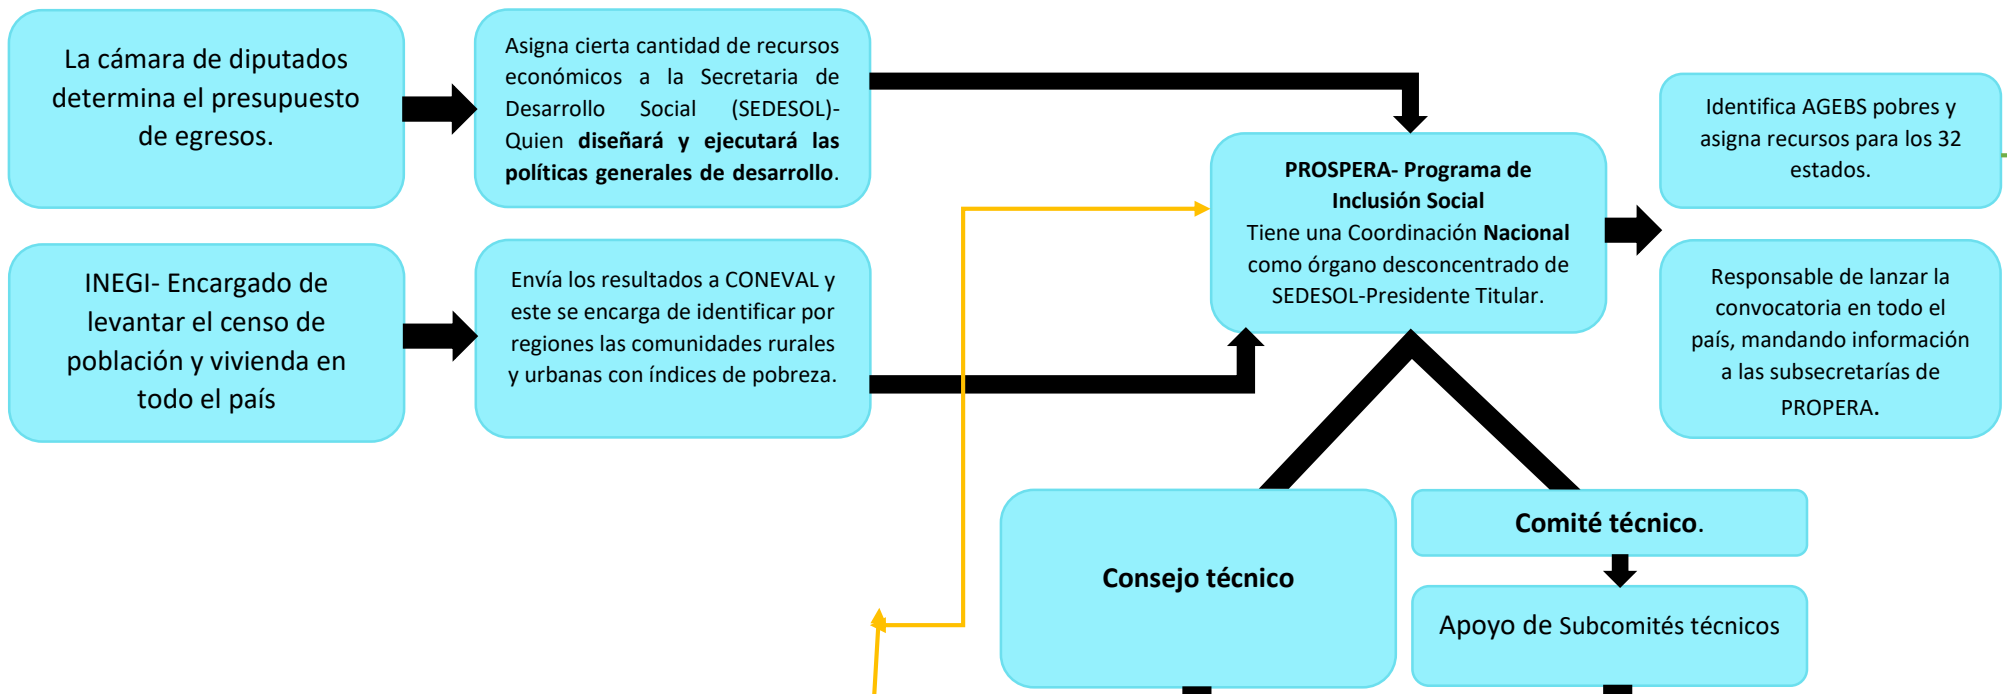 La cámara de diputados
determina el presupuesto
de egresos.
Asigna cierta cantidad de recursos
económicos a la Secretaria de
Desarrollo Social (SEDESOL)-
Quien diseñará y ejecutará las
políticas generales de desarrollo.
PROSPERA- Programa de
Inclusión Social
Tiene una Coordinación Nacional
como órgano desconcentrado de
SEDESOL-Presidente Titular.
Identifica AGEBS pobres y
asigna recursos para los 32
estados.
INEGI- Encargado de
levantar el censo de
población y vivienda en
todo el país
Envía los resultados a CONEVAL y
este se encarga de identificar por
regiones las comunidades rurales
y urbanas con índices de pobreza.
Responsable de lanzar la
convocatoria en todo el
país, mandando información
a las subsecretarías de
PROPERA.
Consejo técnico
Comité técnico.
Apoyo de Subcomités técnicos